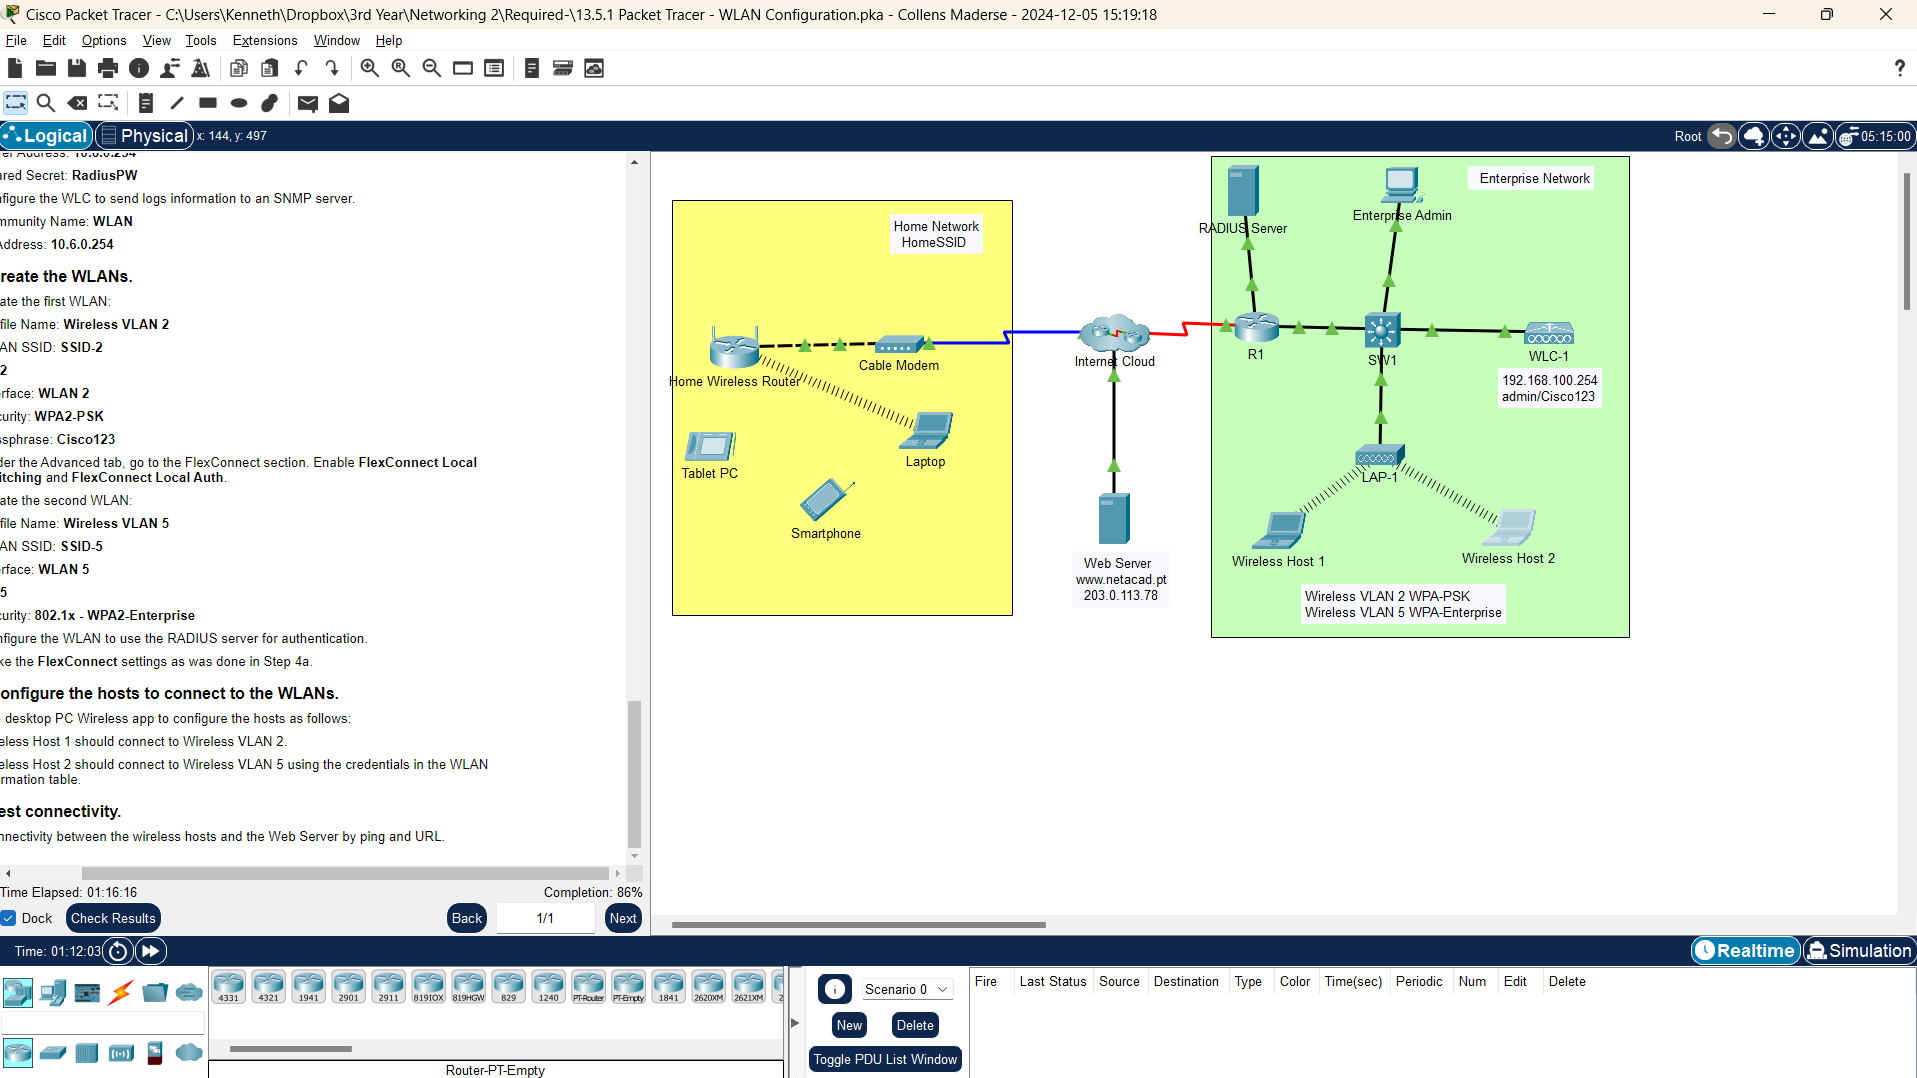 Cisco Packet Tracer - C:\Users\Kenneth\Dropbox\3rd Year\Networking 2\Required-\13.5.1 Packet Tracer - WLAN Configuration.pka - Collens Maderse - 2024-12-05 15:19:18
File Edit Options View Tools Extensions Window Help
?
Logical Physical x: 144, y: 497
Root 05:15:00
ver Address: 10.6.0.254
ared Secret: RadiusPW
nfigure the WLC to send logs information to an SNMP server.
mmunity Name: WLAN
Address: 10.6.0.254
reate the WLANs.
ate the first WLAN:
file Name: Wireless VLAN 2
AN SSID: SSID-2
2
rface: WLAN 2
curity: WPA2-PSK
ssphrase: Cisco123
der the Advanced tab, go to the FlexConnect section. Enable FlexConnect Local
itching and FlexConnect Local Auth.
ate the second WLAN:
file Name: Wireless VLAN 5
AN SSID: SSID-5
rface: WLAN 5
5
curity: 802.1x - WPA2-Enterprise
nfigure the WLAN to use the RADIUS server for authentication.
ke the FlexConnect settings as was done in Step 4a.
onfigure the hosts to connect to the WLANs.
desktop PC Wireless app to configure the hosts as follows:
eless Host 1 should connect to Wireless VLAN 2.
eless Host 2 should connect to Wireless VLAN 5 using the credentials in the WLAN
rmation table.
est connectivity.
nnectivity between the wireless hosts and the Web Server by ping and URL.
Time Elapsed: 01:16:16 Completion: 86%
Dock Check Results Back 1/1 Next
Home Network
HomeSSID
Home Wireless Router
Cable Modem
Tablet PC
Laptop
Smartphone
Internet Cloud
Web Server
www.netacad.pt
203.0.113.78
Enterprise Network
RADIUS Server
Enterprise Admin
R1
SW1
WLC-1
192.168.100.254
admin/Cisco123
LAP-1
Wireless Host 1
Wireless Host 2
Wireless VLAN 2 WPA-PSK
Wireless VLAN 5 WPA-Enterprise
Time: 01:12:03
Realtime Simulation
4331 4321 1941 2901 2911 819IOX 819HGW 829 1240 PT-Router PT-Empty 1841 2620XM 2621XM 2
Router-PT-Empty
Scenario 0
New Delete
Toggle PDU List Window
Fire Last Status Source Destination Type Color Time(sec) Periodic Num Edit Delete